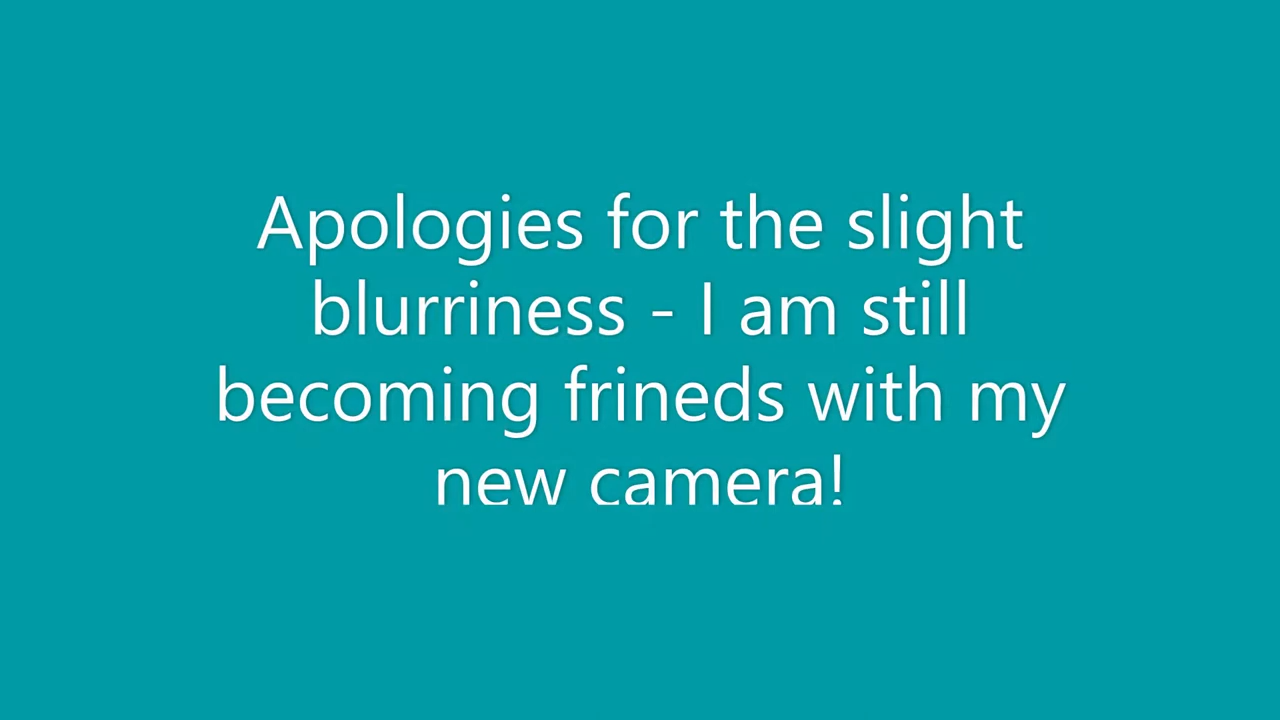 Apologies for the slight
blurriness - I am still
becoming frineds with my
new camera!